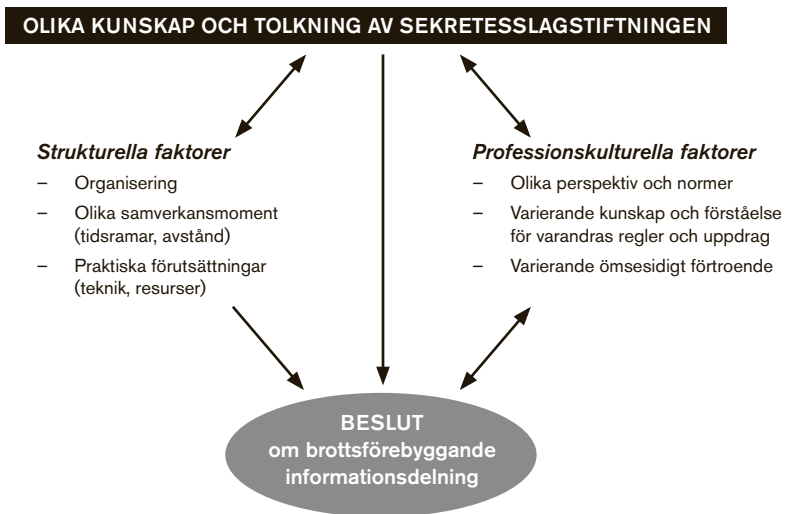 OLIKA KUNSKAP OCH TOLKNING AV SEKRETESSLAGSTIFTNINGEN
Strukturella faktorer
– Organisering
– Olika samverkansmoment
(tidsramar, avstånd)
– Praktiska förutsättningar
(teknik, resurser)
Professionskulturella faktorer
– Olika perspektiv och normer
– Varierande kunskap och förståelse
för varandras regler och uppdrag
– Varierande ömsesidigt förtroende
BESLUT
om brottsförebyggande
informationsdelning